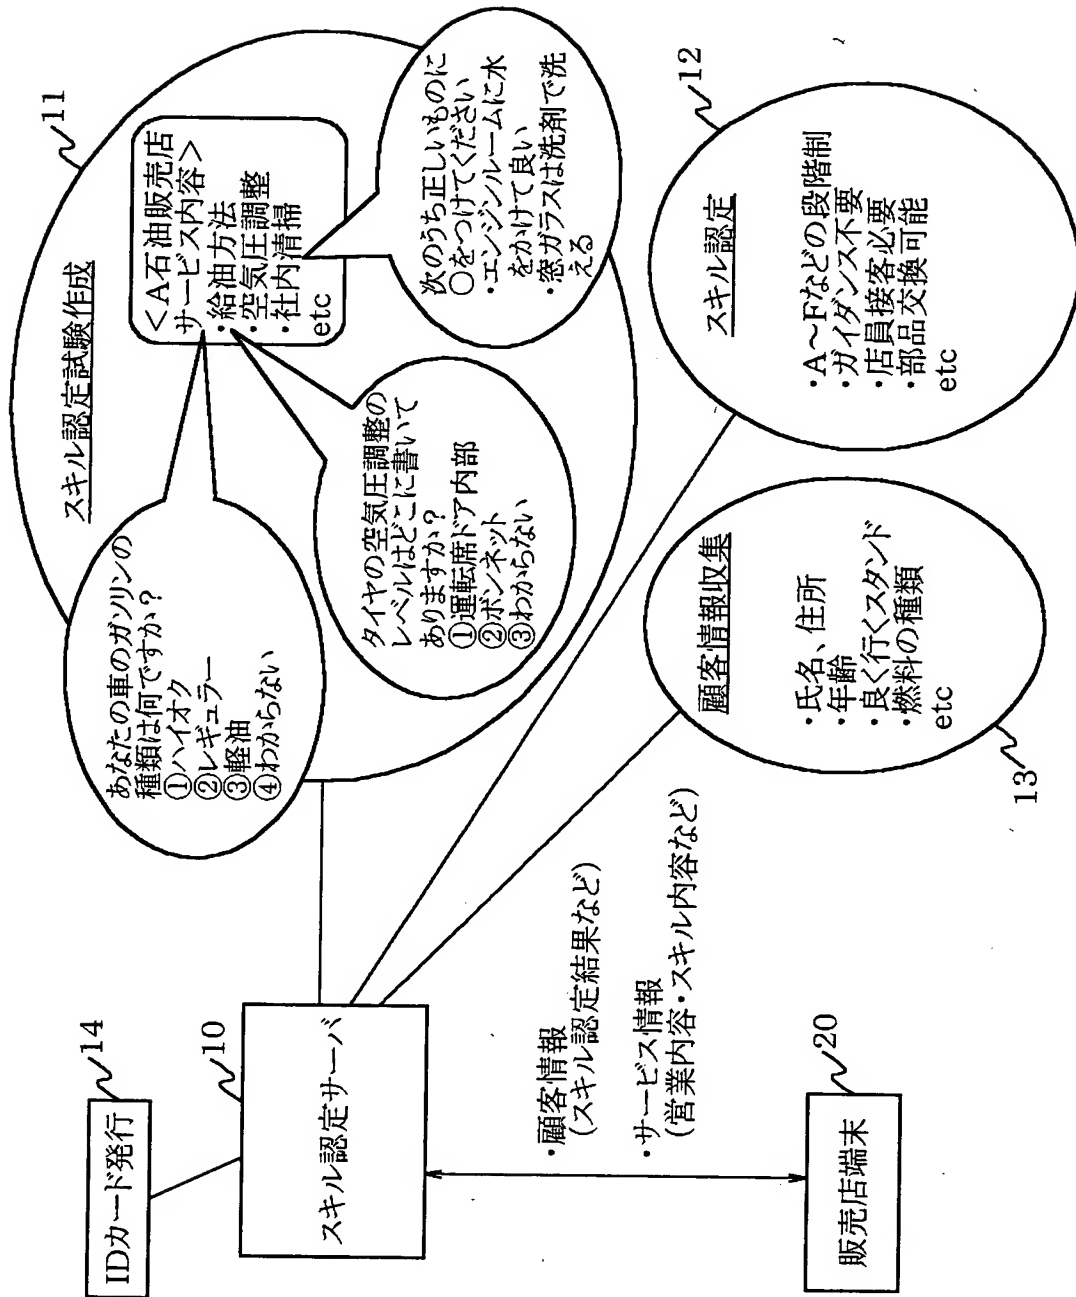 IDカード発行
14
スキル認定サーバ
10
・顧客情報
(スキル認定結果など)
・サービス情報
(営業内容・スキル内容など)
販売店端末
20
スキル認定試験作成
11
あなたの車のガソリンの
種類は何ですか？
①ハイオク
②レギュラー
③軽油
④わからない
<A石油販売店
サービス内容>
・給油方法
・空気圧調整
・社内清掃
etc
タイヤの空気圧調整の
レベルはどこに書いて
ありますか？
①運転席ドア内部
②ボンネット
③わからない
次のうち正しいものに
〇をつけてください
・エンジンルームに水
をかけて良い
・窓ガラスは洗剤で洗
える
スキル認定
12
・A～Fなどの段階制
・ガイダンス不要
・店員接客必要
・部品交換可能
etc
顧客情報収集
13
・氏名、住所
・年齢
・良く行くスタンド
・燃料の種類
etc